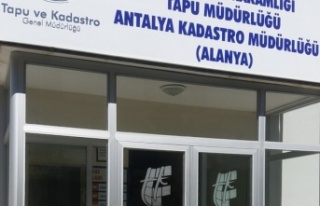 TAPU MÜDÜRLÜĞÜ
Tapu ve Kadastro
Genel Müdürlüğü
ANTALYA KADASTRO MÜDÜRLÜĞÜ
(ALANYA)